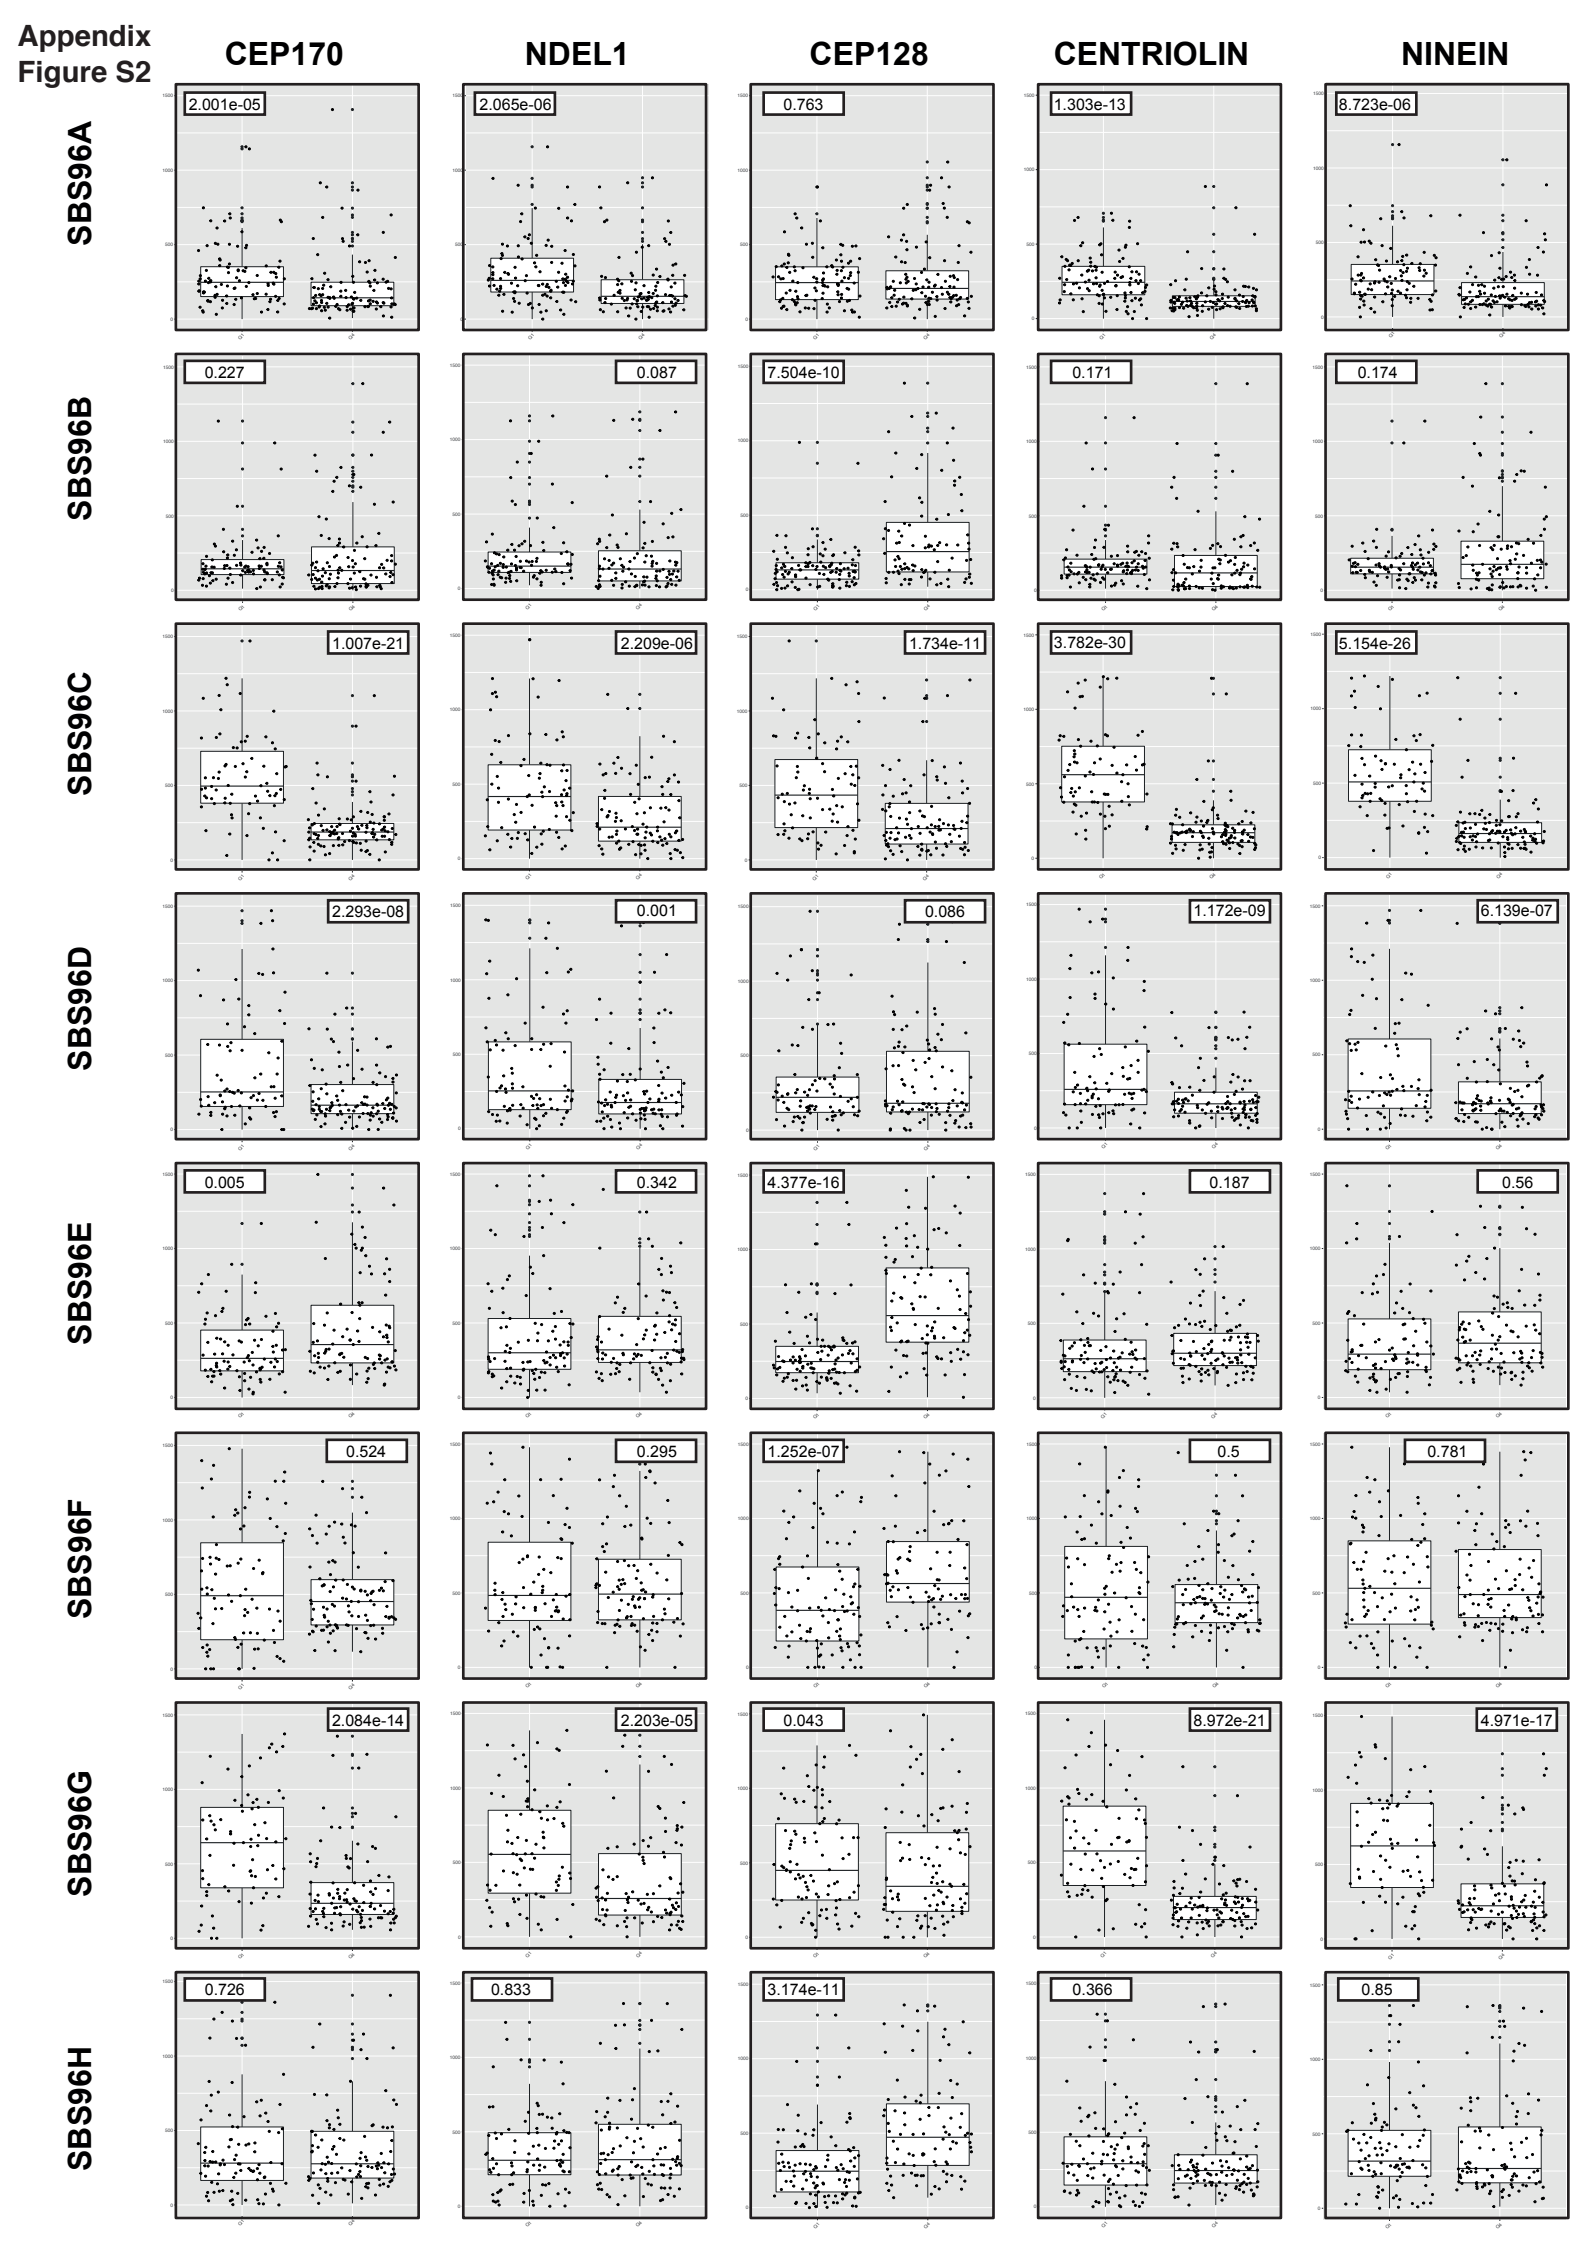 Appendix
Figure S2
CEP170 NDEL1 CEP128 CENTRIOLIN NINEIN
SBS96A
2.001e-05 2.065e-06 0.763 1.303e-13 8.723e-06
SBS96B
0.227 0.087 7.504e-10 0.171 0.174
SBS96C
1.007e-21 2.209e-06 1.734e-11 3.782e-30 5.154e-26
SBS96D
2.293e-08 0.001 0.086 1.172e-09 6.139e-07
SBS96E
0.005 0.342 4.377e-16 0.187 0.56
SBS96F
0.524 0.295 1.252e-07 0.5 0.781
SBS96G
2.084e-14 2.203e-05 0.043 8.972e-21 4.971e-17
SBS96H
0.726 0.833 3.174e-11 0.366 0.85